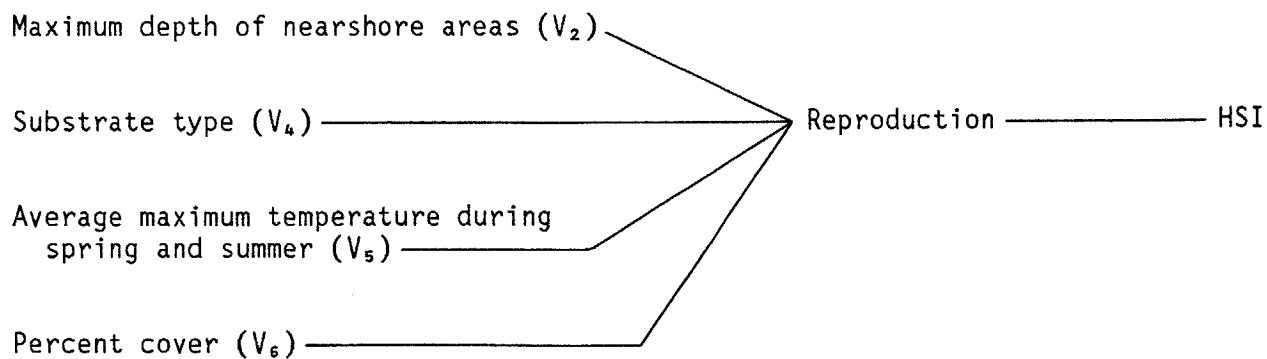 Maximum depth of nearshore areas (V₂)
Substrate type (V₄)
Reproduction
HSI
Average maximum temperature during
spring and summer (V₅)
Percent cover (V₆)